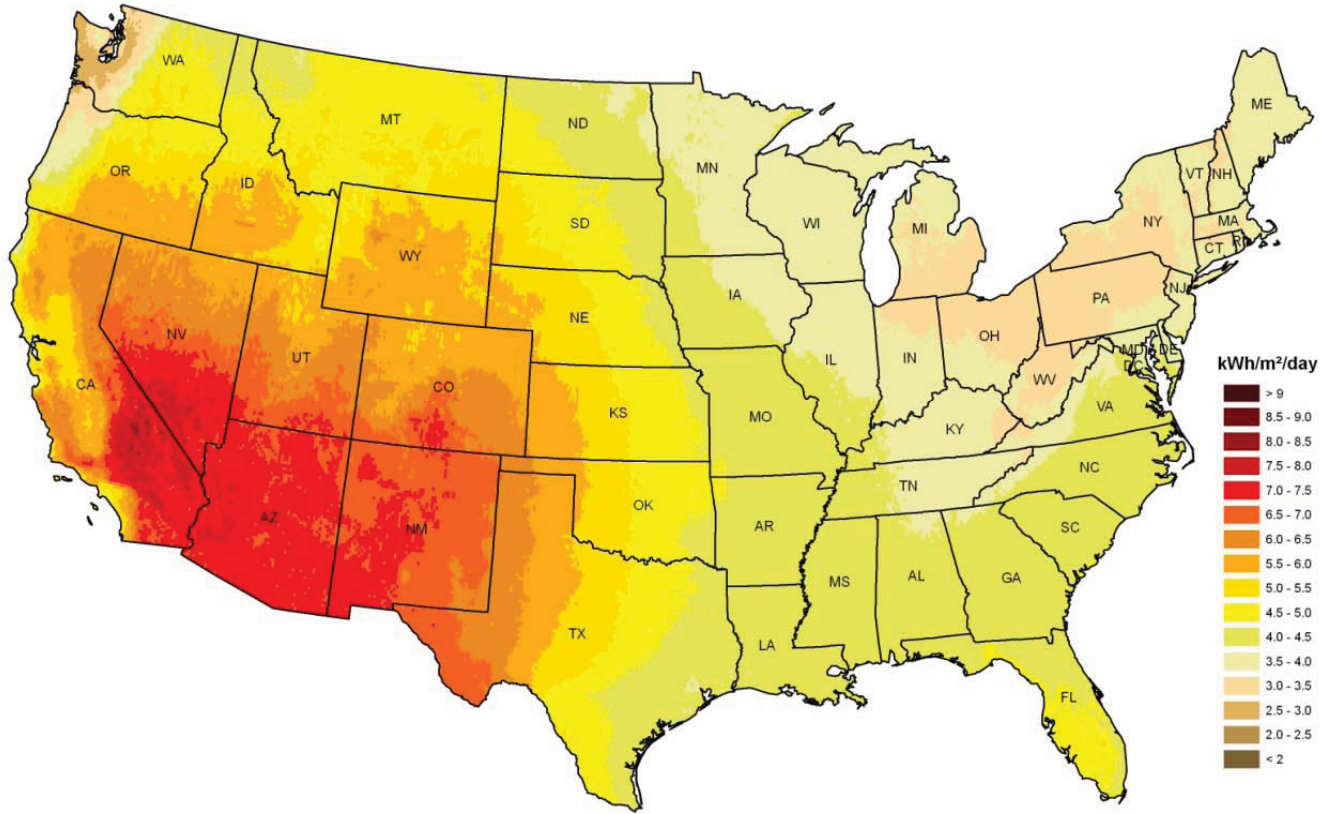 WA
MT
ND
MN
ME
OR
ID
SD
WI
MI
VT
NH
NY
MA
CT
RI
WY
IA
NE
PA
NJ
NV
UT
CO
IL
IN
OH
MD
DE
DC
CA
KS
MO
WV
VA
KY
AZ
NM
OK
AR
TN
NC
SC
TX
LA
MS
AL
GA
FL
kWh/m²/day
> 9
8.5 - 9.0
8.0 - 8.5
7.5 - 8.0
7.0 - 7.5
6.5 - 7.0
6.0 - 6.5
5.5 - 6.0
5.0 - 5.5
4.5 - 5.0
4.0 - 4.5
3.5 - 4.0
3.0 - 3.5
2.5 - 3.0
2.0 - 2.5
< 2